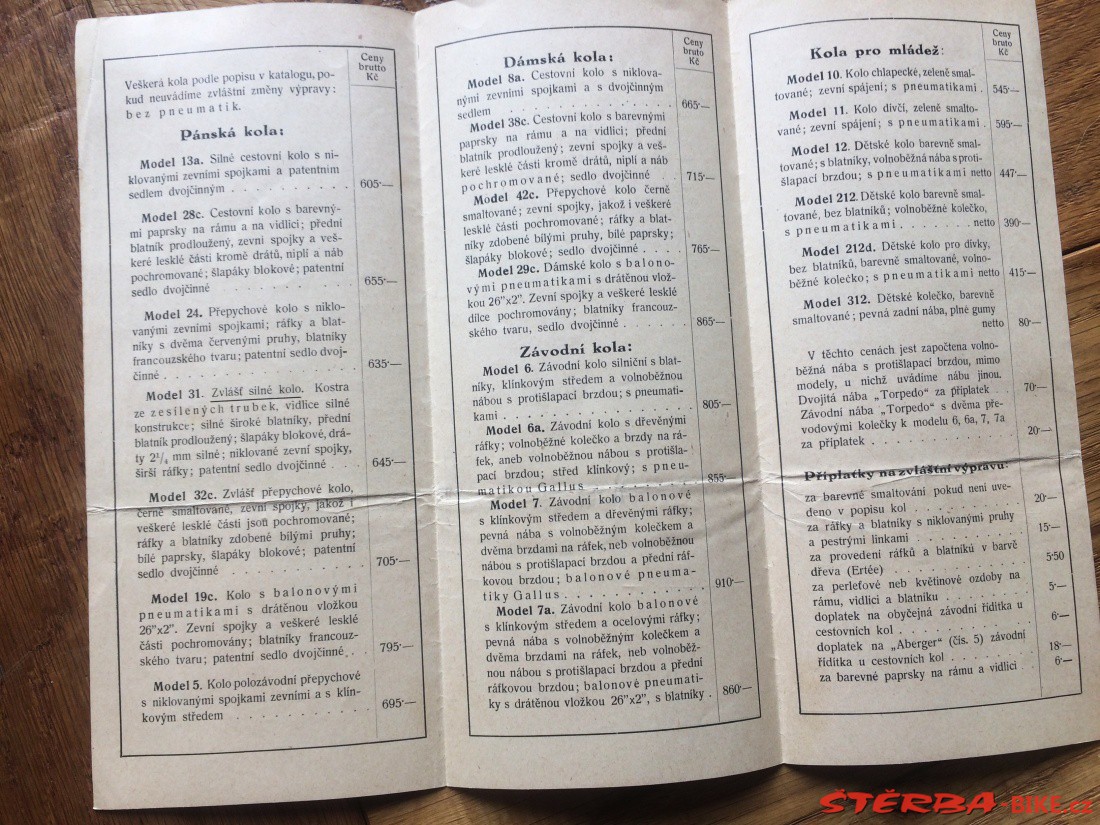 Ceny
brutto
Kč
Veškerá kola podle popisu v katalogu, po-
kud neuvádíme zvláštní změny výpravy;
bez pneumatik.
Pánská kola:
Model 13a. Silné cestovní kolo s ni-
klovanými zevními spojkami a patentním
sedlem dvojčinným . . . . . . . . . . 605·—
Model 28c. Cestovní kolo s barevný-
mi paprsky na rámu a na vidlici; přední
blatník prodloužený, zevní spojky a veš-
keré lesklé části kromě drátů, niplí a náb
pochromované; šlapáky blokové; patentní
sedlo dvojčinné . . . . . . . . . . 655·—
Model 24. Přepychové kolo s niklo-
vanými zevními spojkami; ráfky a blat-
níky s dvěma červenými pruhy, blatníky
francouzského tvaru; patentní sedlo dvoj-
činné . . . . . . . . . . 635·—
Model 31. Zvlášť silné kolo. Kostra
ze zesílených trubek, vidlice silné
konstrukce; silné široké blatníky, přední
blatník prodloužený; šlapáky blokové, drá-
ty 2¹/₄ mm silné; niklované zevní spojky,
širší ráfky; patentní sedlo dvojčinné . . . 645·—
Model 32c. Zvlášť přepychové kolo,
černě smaltované, zevní spojky, jakož i
veškeré lesklé části jsou pochromované;
ráfky a blatníky zdobené bílými pruhy;
bílé paprsky, šlapáky blokové; patentní
sedlo dvojčinné . . . . . . . . . . 705·—
Model 19c. Kolo s balonovými
pneumatikami s drátěnou vložkou
26"x2". Zevní spojky a veškeré lesklé
části pochromovány; blatníky francouz-
ského tvaru; patentní sedlo dvojčinné . . 795·—
Model 5. Kolo polozávodní přepychové
s niklovanými spojkami zevními a s klín-
kovým středem . . . . . . . . . . 695·—
Ceny
bruto
Kč
Dámská kola:
Model 8a. Cestovní kolo s niklova-
nými zevními spojkami a s dvojčinným
sedlem . . . . . . . . . . 665·—
Model 38c. Cestovní kolo s barevnými
paprsky na rámu a na vidlici; přední
blatník prodloužený; zevní spojky a veš-
keré lesklé části kromě drátů, niplí a náb
pochromované; sedlo dvojčinné . . . . 715·—
Model 42c. Přepychové kolo černě
smaltované; zevní spojky, jakož i veškeré
lesklé části pochromované; ráfky a blat-
níky zdobené bílými pruhy, bílé paprsky;
šlapáky blokové; sedlo dvojčinné . . . . 765·—
Model 29c. Dámské kolo s balono-
vými pneumatikami s drátěnou vlož-
kou 26"x2". Zevní spojky a veškeré lesklé
dílce pochromovány; blatníky francouz-
ského tvaru, sedlo dvojčinné . . . . . . 865·—
Závodní kola:
Model 6. Závodní kolo silniční s blat-
níky, klínkovým středem a volnoběžnou
nábou s protišlapací brzdou; s pneumati-
kami . . . . . . . . . . 805·—
Model 6a. Závodní kolo s dřevěnými
ráfky; volnoběžné kolečko a brzdy na rá-
fek, aneb volnoběžnou nábou s protišla-
pací brzdou; střed klínkový; s pneu-
matikou Gallus . . . . . . . . . . 855·—
Model 7. Závodní kolo balonové
s klínkovým středem a dřevěnými ráfky;
pevná nába s volnoběžným kolečkem a
dvěma brzdami na ráfek, neb volnoběžnou
nábou s protišlapací brzdou a přední ráf-
kovou brzdou; balonové pneuma-
tiky Gallus . . . . . . . . . . 910·—
Model 7a. Závodní kolo balonové
s klínkovým středem a ocelovými ráfky;
pevná nába s volnoběžným kolečkem a
dvěma brzdami na ráfek, neb volnoběž-
nou nábou s protišlapací brzdou a přední
ráfkovou brzdou; balonové pneumati-
ky s drátěnou vložkou 26"x2", s blatníky . 860·—
Ceny
bruto
Kč
Kola pro mládež:
Model 10. Kolo chlapecké, zeleně smal-
tované; zevní spájení; s pneumatikami . 545·—
Model 11. Kolo dívčí, zeleně smalto-
vané; zevní spájení; s pneumatikami . 595·—
Model 12. Dětské kolo barevně smal-
tované; s blatníky, volnoběžná nába s proti-
šlapací brzdou; s pneumatikami netto 447·—
Model 212. Dětské kolo barevně smal-
tované, bez blatníků; volnoběžné kolečko,
s pneumatikami . . . . . . . netto 390·—
Model 212d. Dětské kolo pro dívky,
bez blatníků, barevně smaltované, volno-
běžné kolečko; s pneumatikami netto 415·—
Model 312. Dětské kolečko, barevně
smaltované; pevná zadní nába, plné gumy
netto 80·—
V těchto cenách jest započtena volno-
běžná nába s protišlapací brzdou, mimo
modely, u nichž uvádíme nábu jinou.
Dvojitá nába „Torpedo" za příplatek . 70·—
Závodní nába „Torpedo" s dvěma pře-
vodovými kolečky k modelu 6, 6a, 7, 7a
za příplatek . . . . . . . . . . 20·—
Příplatky na zvláštní výpravu:
za barevné smaltování pokud není uve-
deno v popisu kol . . . . . . . . . 20·—
za ráfky a blatníky s niklovanými pruhy
a pestrými linkami . . . . . . . . . 15·—
za provedení ráfků a blatníků v barvě
dřeva (Ertée) . . . . . . . . . . 5·50
za perleťové neb květinové ozdoby na
rámu, vidlici a blatníku . . . . . . . 5·—
doplatek na obyčejná závodní řídítka u
cestovních kol . . . . . . . . . . 6·—
doplatek na „Aberger" (čís. 5) závodní
řídítka u cestovních kol . . . . . . . 18·—
za barevné paprsky na rámu a vidlici . . 6·—
ŠTĚRBA-BIKE.cz